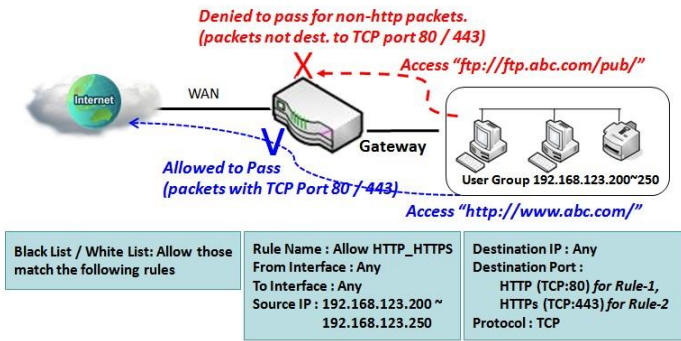 Denied to pass for non-http packets.
(packets not dest. to TCP port 80 / 443)
Access “ftp://ftp.abc.com/pub/”
X
Internet
WAN
Gateway
V
Allowed to Pass
(packets with TCP Port 80 / 443)
User Group 192.168.123.200~250
Access “http://www.abc.com/”
Black List / White List: Allow those
match the following rules
Rule Name : Allow HTTP_HTTPS
From Interface : Any
To Interface : Any
Source IP : 192.168.123.200 ~
192.168.123.250
Destination IP : Any
Destination Port :
HTTP (TCP:80) for Rule-1,
HTTPs (TCP:443) for Rule-2
Protocol : TCP